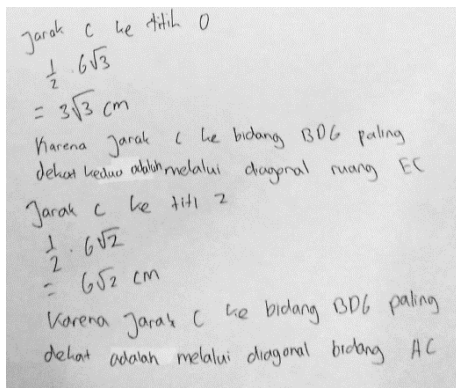 Jarak C ke titik O
1/2 . 6√3
= 3√3 cm
Karena Jarak C ke bidang BDG paling
dekat kedua adalah melalui diagonal ruang EC
Jarak C ke titi 2
1/2 . 6√2
= 6√2 cm
Karena Jarak C ke bidang BDG paling
dekat adalah melalui diagonal bidang AC